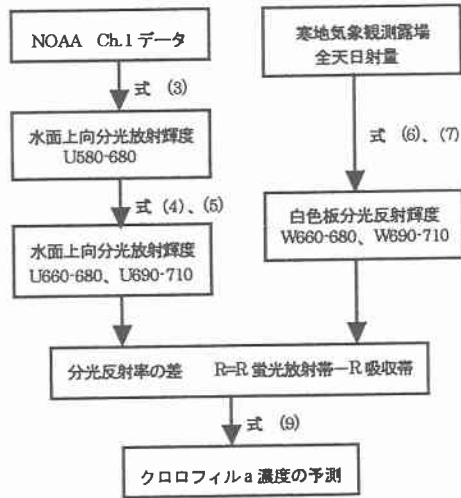 NOAA Ch.1 データ
寒地気象観測露場
全天日射量
式 (3)
式 (6)、(7)
水面上向分光放射輝度
U580-680
式 (4)、(5)
水面上向分光放射輝度
U660-680、U690-710
白色板分光反射輝度
W660-680、W690-710
分光反射率の差 R=R 蛍光放射帯－R 吸収帯
式 (9)
クロロフィルa 濃度の予測